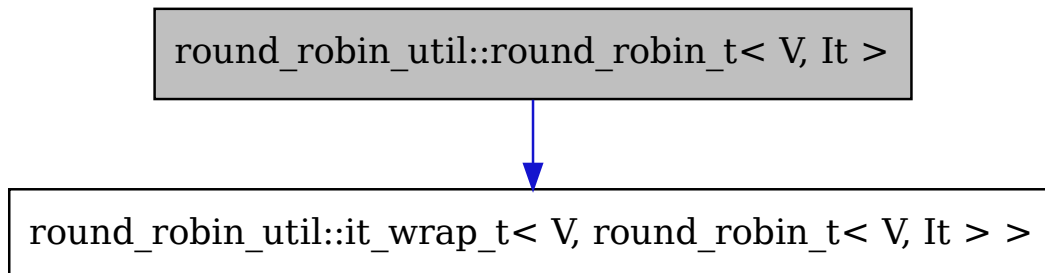 round_robin_util::round_robin_t< V, It >
round_robin_util::it_wrap_t< V, round_robin_t< V, It > >